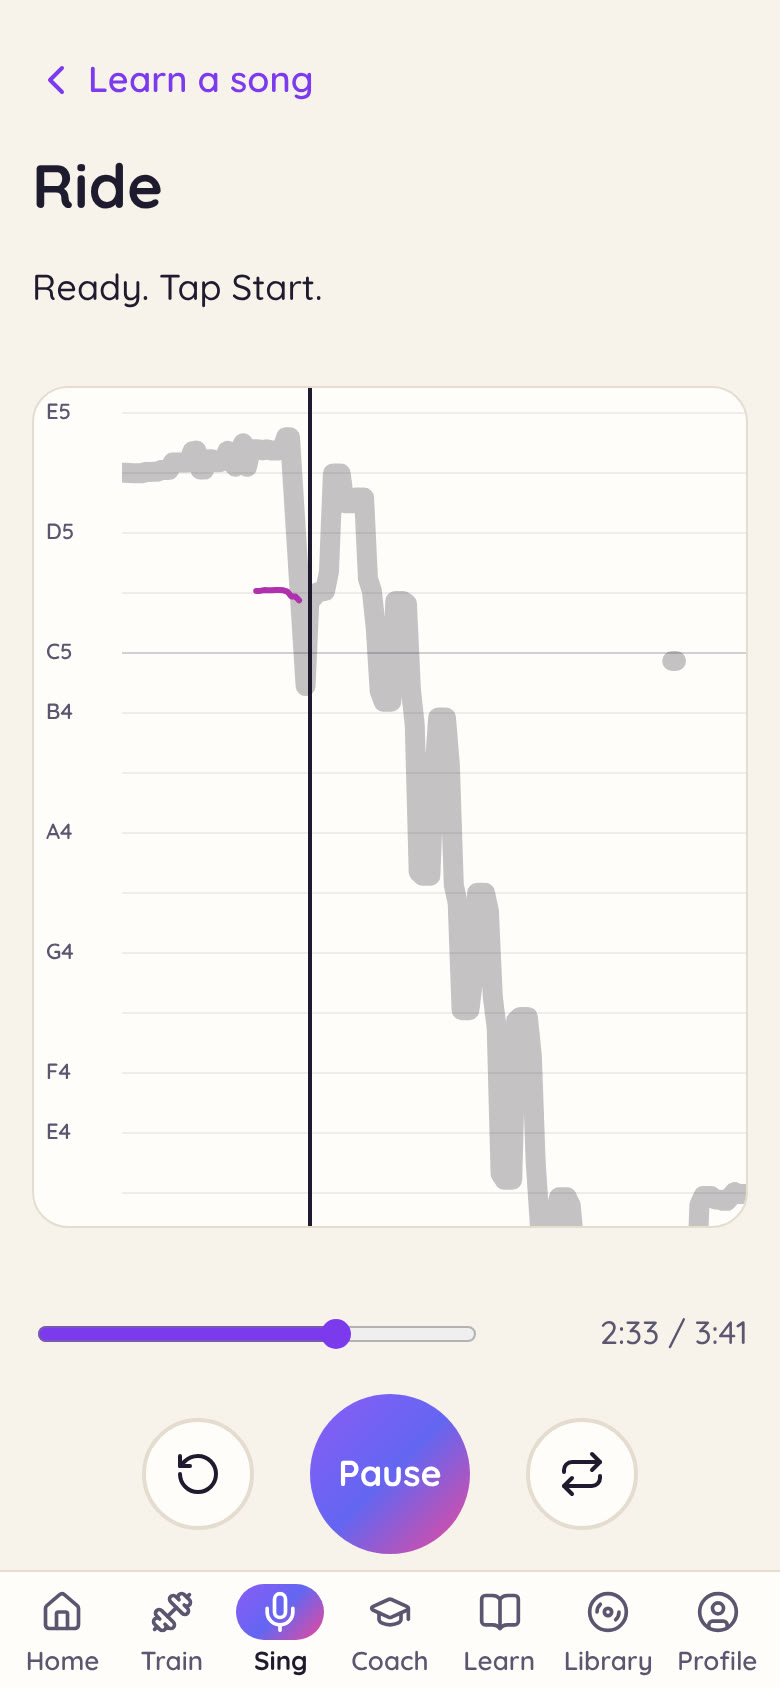 Learn a song
Ride
Ready. Tap Start.
E5
D5
C5
B4
A4
G4
F4
E4
2:33 / 3:41
Pause
Home Train Sing Coach Learn Library Profile